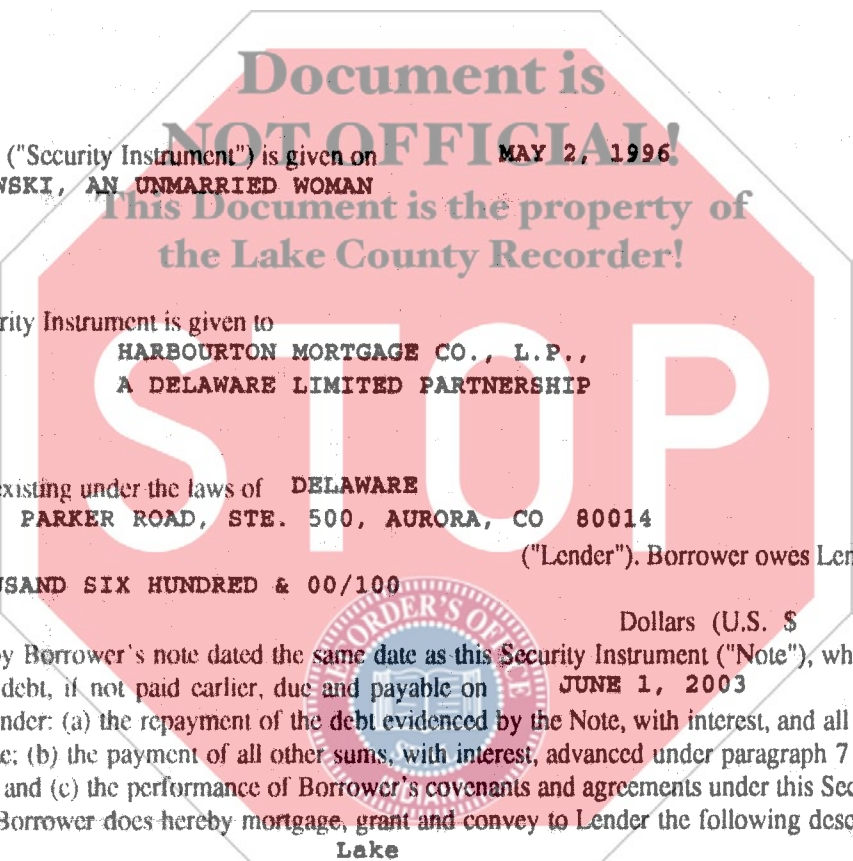 Document is
NOT OFFICIAL!
("Security Instrument") is given on MAY 2, 1996
WSKI, AN UNMARRIED WOMAN
This Document is the property of
the Lake County Recorder!
rity Instrument is given to
HARBOURTON MORTGAGE CO., L.P.,
A DELAWARE LIMITED PARTNERSHIP
STOP
existing under the laws of DELAWARE
PARKER ROAD, STE. 500, AURORA, CO 80014
("Lender"). Borrower owes Len
USAND SIX HUNDRED & 00/100
Dollars (U.S. $
RECORDER'S OFFICE
by Borrower's note dated the same date as this Security Instrument ("Note"), wh
debt, if not paid earlier, due and payable on JUNE 1, 2003
nder: (a) the repayment of the debt evidenced by the Note, with interest, and all
e; (b) the payment of all other sums, with interest, advanced under paragraph 7
and (c) the performance of Borrower's covenants and agreements under this Sec
Borrower does hereby mortgage, grant and convey to Lender the following desc
Lake